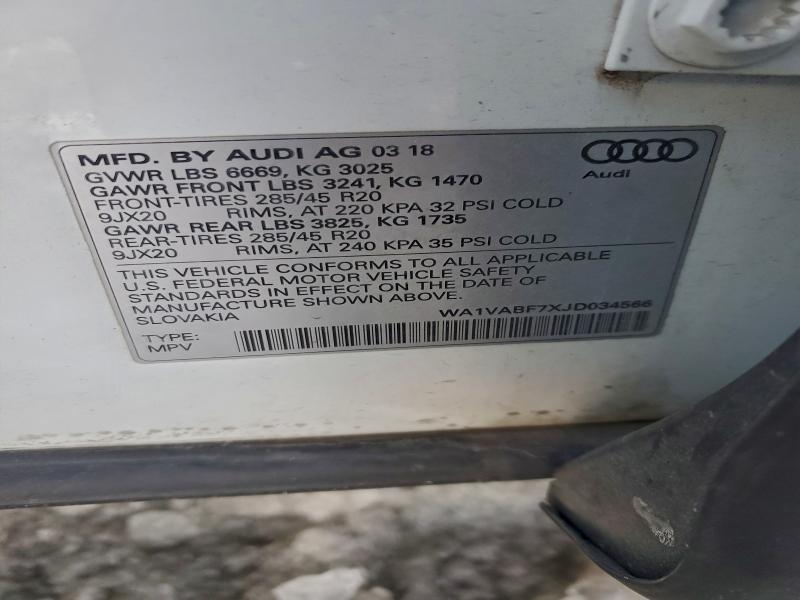 MFD. BY AUDI AG 03 18
GVWR LBS 6669, KG 3025
GAWR FRONT LBS 3241, KG 1470
FRONT-TIRES 285/45 R20
9JX20 RIMS, AT 220 KPA 32 PSI COLD
GAWR REAR LBS 3825, KG 1735
REAR-TIRES 285/45 R20
9JX20 RIMS, AT 240 KPA 35 PSI COLD
Audi
THIS VEHICLE CONFORMS TO ALL APPLICABLE
U.S. FEDERAL MOTOR VEHICLE SAFETY
STANDARDS IN EFFECT ON THE DATE OF
MANUFACTURE SHOWN ABOVE.
SLOVAKIA WA1VABF7XJD034566
TYPE:
MPV